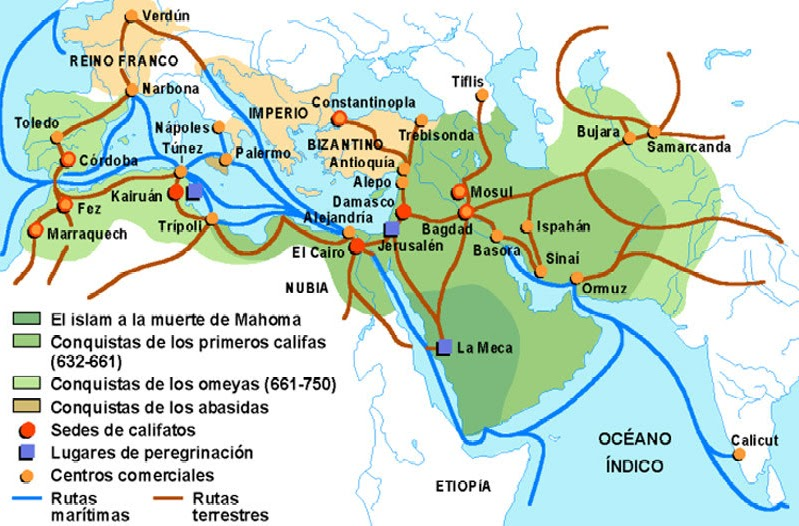 Verdún
REINO FRANCO
Narbona
Tiflis
IMPERIO
Constantinopla
Toledo
Nápoles
Trebisonda
Bujara
BIZANTINO
Samarcanda
Córdoba
Túnez
Palermo
Antioquía
Alepo
Kairuán
Damasco
Mosul
Fez
Alejandría
Bagdad
Ispahán
Marraquech
Trípoli
Jerusalén
El Cairo
Basora
Sinaí
NUBIA
Ormuz
El islam a la muerte de Mahoma
Conquistas de los primeros califas
(632-661)
La Meca
Conquistas de los omeyas (661-750)
Conquistas de los abasidas
Sedes de califatos
Lugares de peregrinación
Centros comerciales
OCÉANO
ÍNDICO
Calicut
ETIOPÍA
Rutas
marítimas
Rutas
terrestres